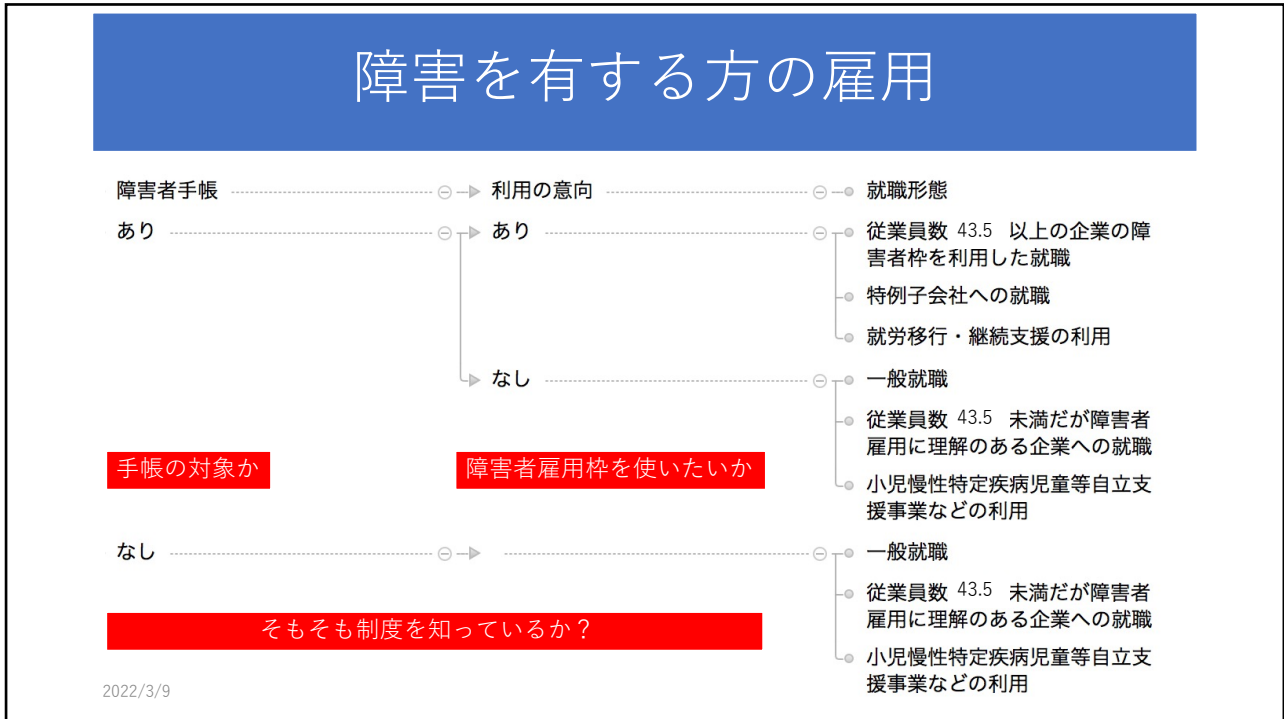 障害を有する方の雇用
障害者手帳 利用の意向 就職形態
あり あり 従業員数 43.5 以上の企業の障
害者枠を利用した就職
特例子会社への就職
就労移行・継続支援の利用
なし 一般就職
従業員数 43.5 未満だが障害者
雇用に理解のある企業への就職
手帳の対象か 障害者雇用枠を使いたいか
小児慢性特定疾病児童等自立支
援事業などの利用
なし 一般就職
従業員数 43.5 未満だが障害者
雇用に理解のある企業への就職
そもそも制度を知っているか？
小児慢性特定疾病児童等自立支
援事業などの利用
2022/3/9